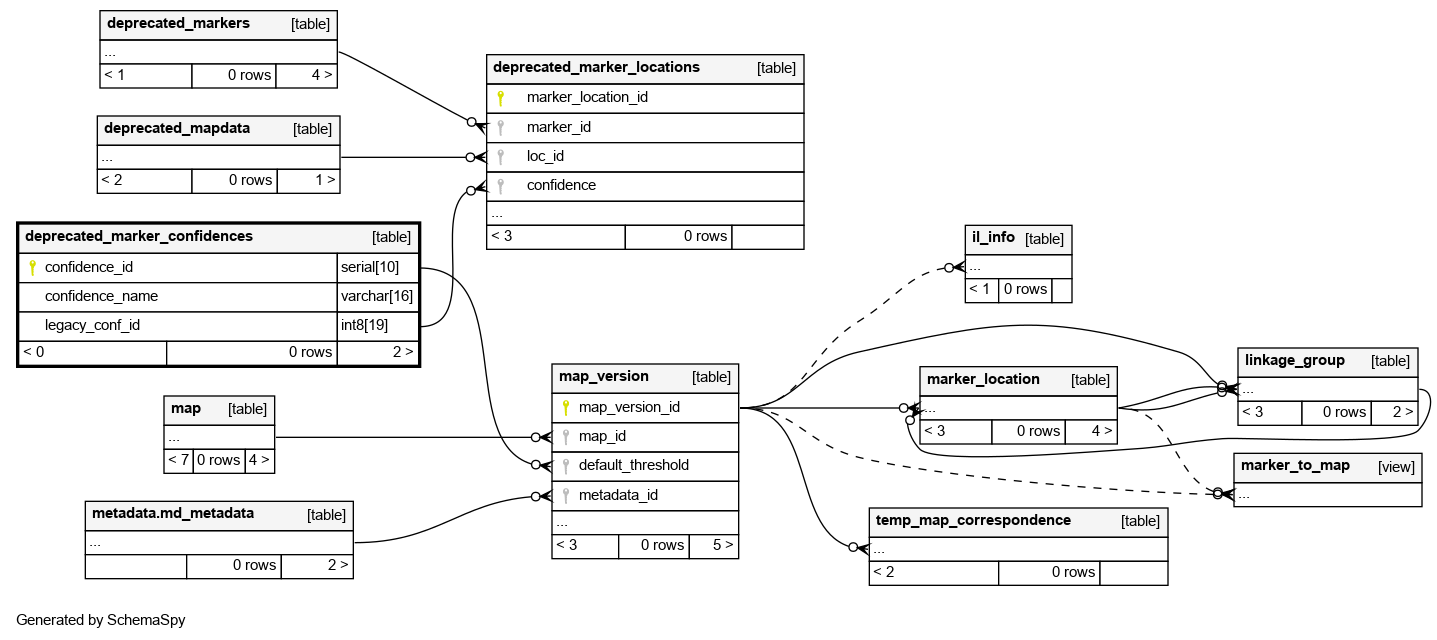 deprecated_markers [table]
...
< 1 0 rows 4 >
deprecated_mapdata [table]
...
< 2 0 rows 1 >
deprecated_marker_locations [table]
marker_location_id
marker_id
loc_id
confidence
...
< 3 0 rows
deprecated_marker_confidences [table]
confidence_id serial[10]
confidence_name varchar[16]
legacy_conf_id int8[19]
< 0 0 rows 2 >
map [table]
...
< 7 0 rows 4 >
metadata.md_metadata [table]
...
0 rows 2 >
map_version [table]
map_version_id
map_id
default_threshold
metadata_id
...
< 3 0 rows 5 >
il_info [table]
...
< 1 0 rows
marker_location [table]
...
< 3 0 rows 4 >
linkage_group [table]
...
< 3 0 rows 2 >
marker_to_map [view]
...
temp_map_correspondence [table]
...
< 2 0 rows
Generated by SchemaSpy